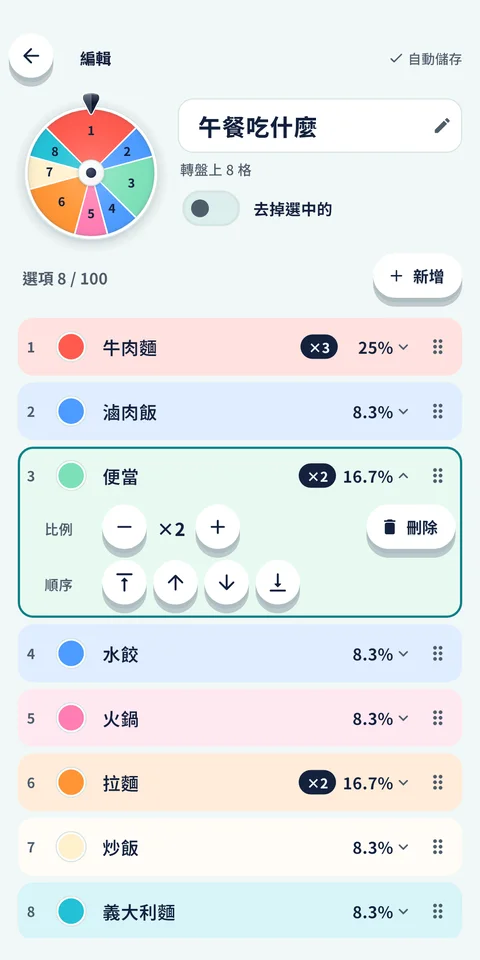 編輯
自動儲存
1
2
3
4
5
6
7
8
午餐吃什麼
轉盤上 8 格
去掉選中的
選項 8 / 100
新增
1 牛肉麵 ×3 25%
2 滷肉飯 8.3%
3 便當 ×2 16.7%
比例 ×2 刪除
順序
4 水餃 8.3%
5 火鍋 8.3%
6 拉麵 ×2 16.7%
7 炒飯 8.3%
8 義大利麵 8.3%